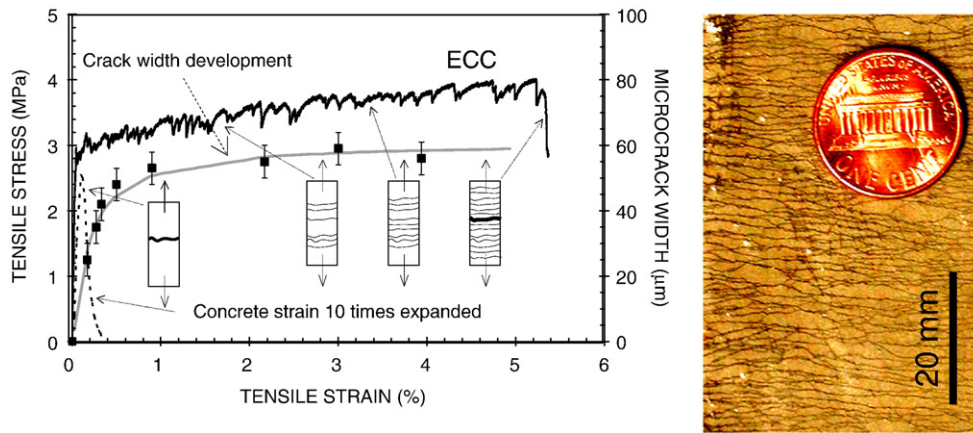 5
4
3
2
1
0
TENSILE STRESS (MPa)
100
80
60
40
20
0
MICROCRACK WIDTH (µm)
Crack width development
ECC
Concrete strain 10 times expanded
0
1
2
3
4
5
6
TENSILE STRAIN (%)
UNITED STATES OF AMERICA
ONE CENT
20 mm